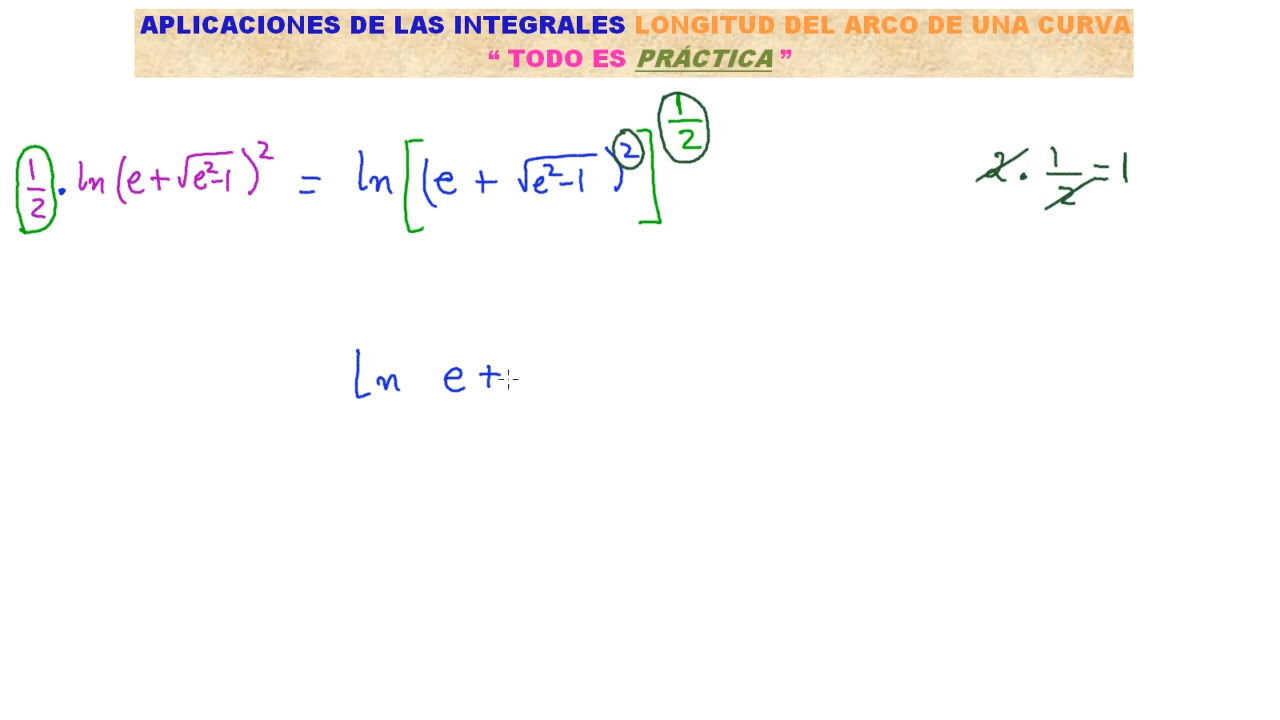 APLICACIONES DE LAS INTEGRALES LONGITUD DEL ARCO DE UNA CURVA
“ TODO ES PRÁCTICA ”
1/2 · ln (e + √(e²-1))² = ln [(e + √(e²-1))²]^(1/2)
2 · 1/2 = 1
Ln e +